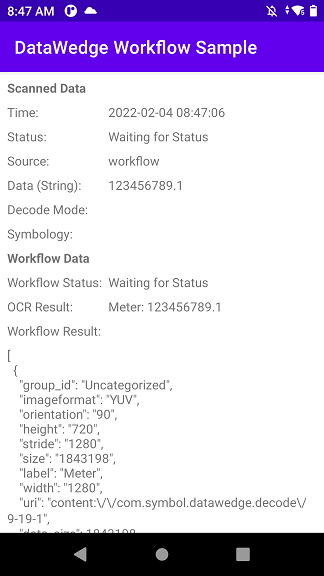 8:47 AM
DataWedge Workflow Sample
Scanned Data
Time: 2022-02-04 08:47:06
Status: Waiting for Status
Source: workflow
Data (String): 123456789.1
Decode Mode:
Symbology:
Workflow Data
Workflow Status: Waiting for Status
OCR Result: Meter: 123456789.1
Workflow Result:
[
{
"group_id": "Uncategorized",
"imageformat": "YUV",
"orientation": "90",
"height": "720",
"stride": "1280",
"size": "1843198",
"label": "Meter",
"width": "1280",
"uri": "content:\/\/com.symbol.datawedge.decode\/
9-19-1",
"data_size": 1843198